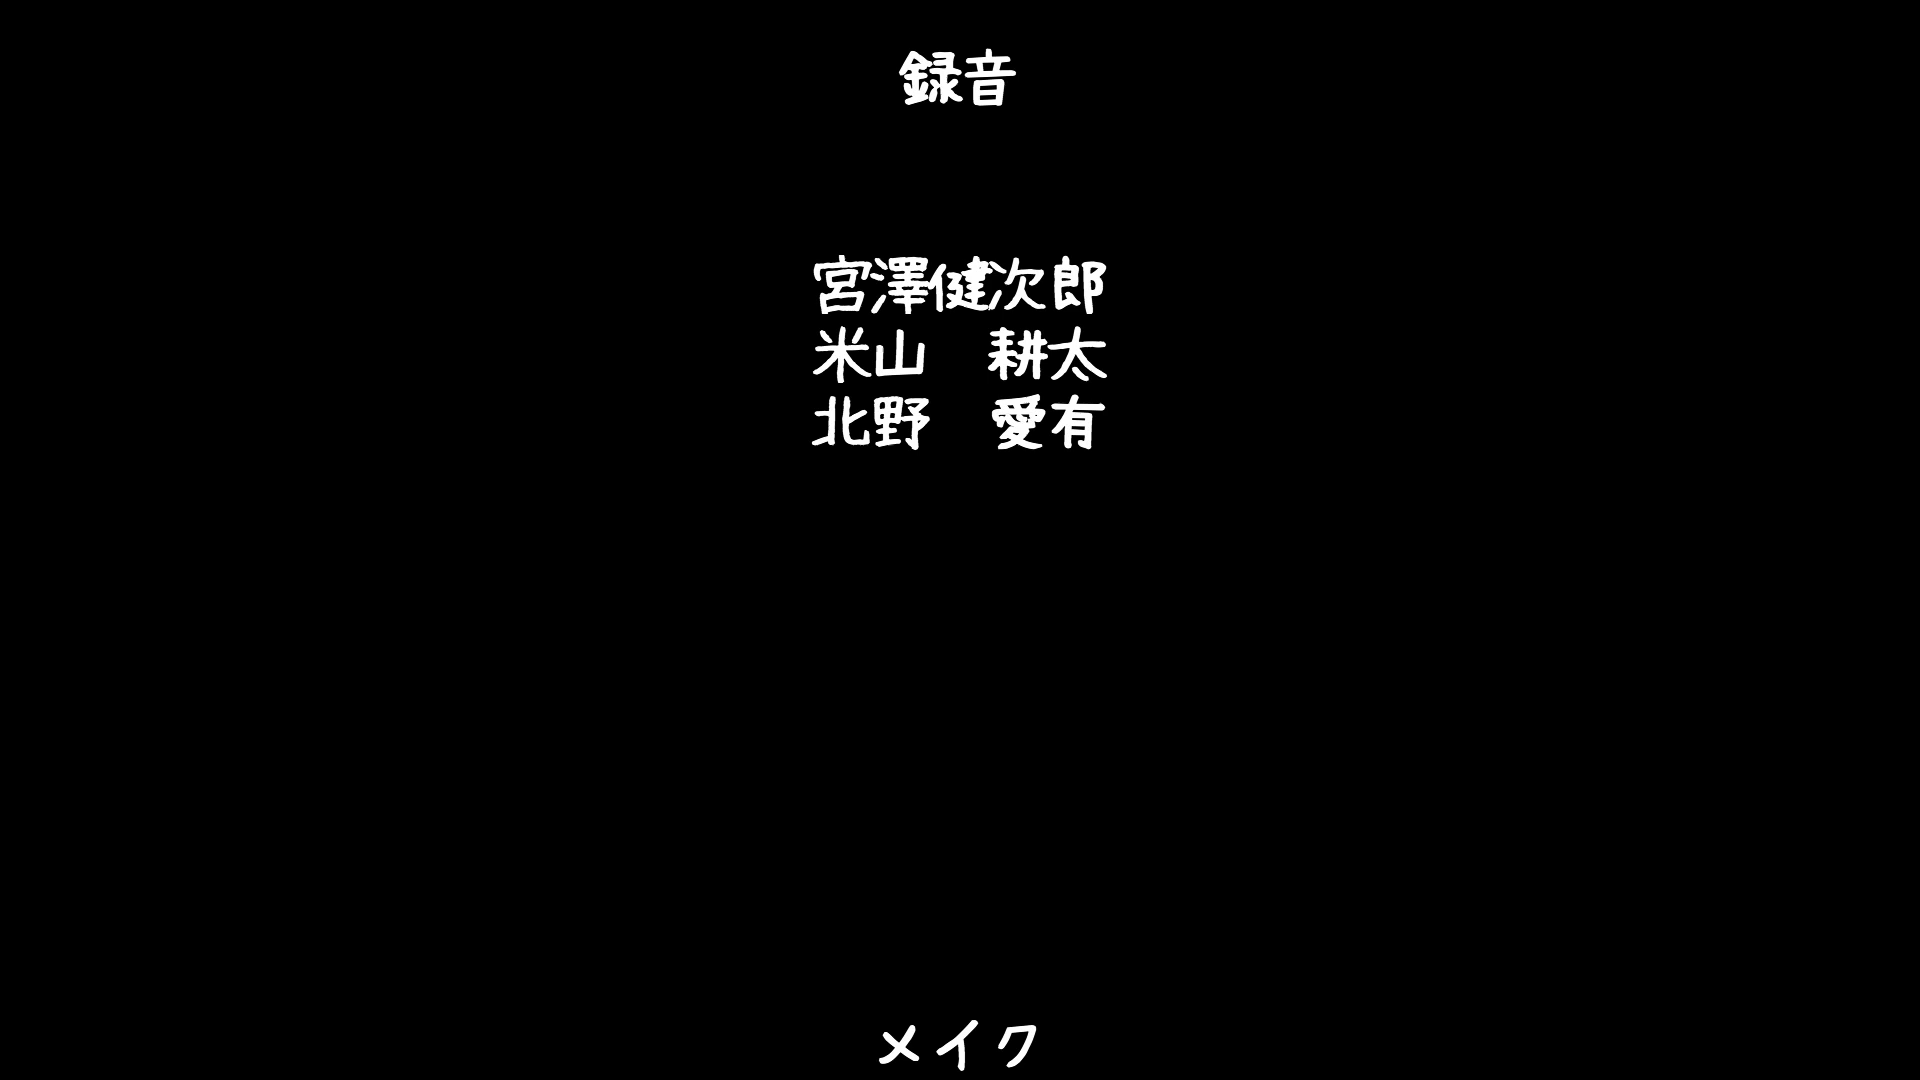 録音
宮澤健次郎
米山　耕太
北野　愛有
メイク